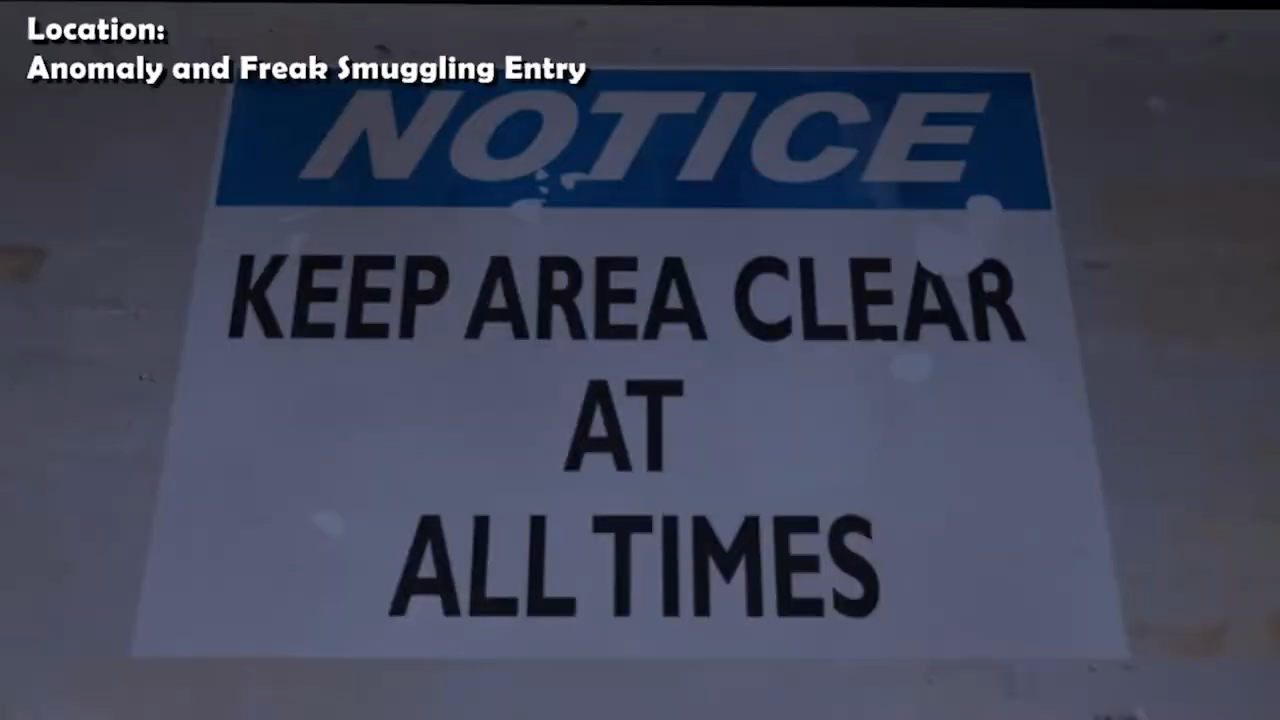 Location:
Anomaly and Freak Smuggling Entry
NOTICE
KEEP AREA CLEAR
AT
ALL TIMES